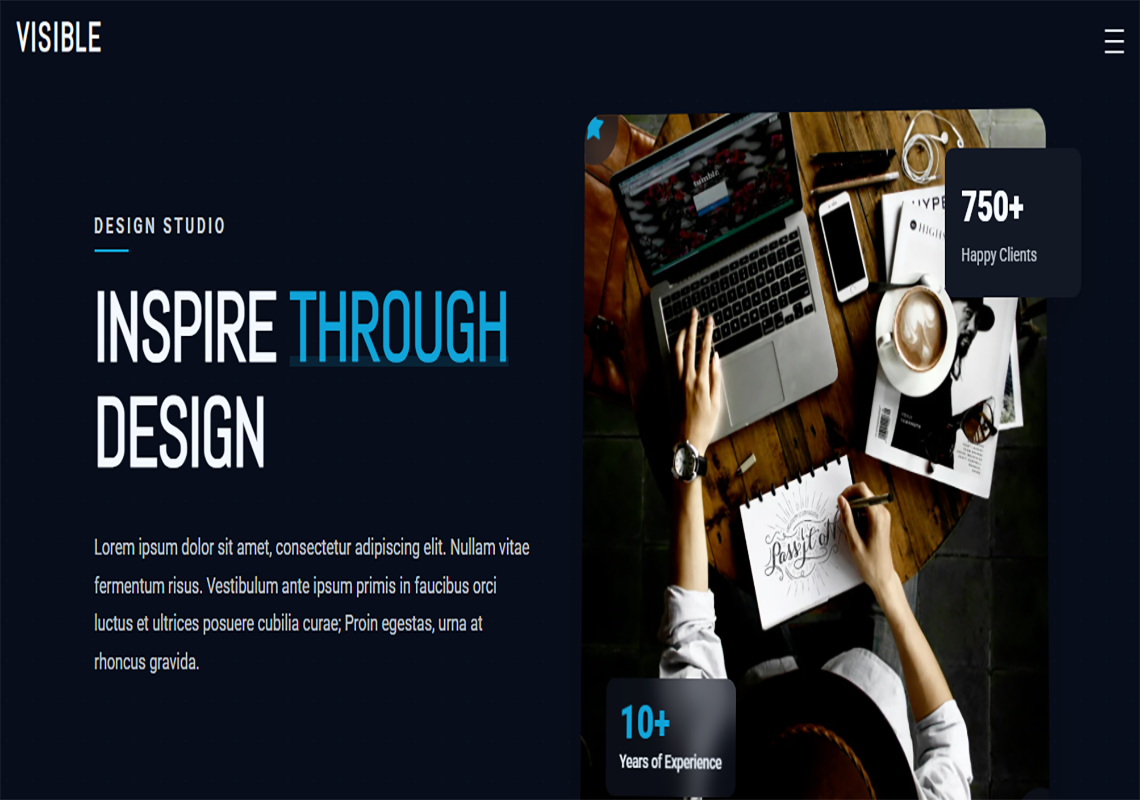 VISIBLE
DESIGN STUDIO
INSPIRE THROUGH
DESIGN
Lorem ipsum dolor sit amet, consectetur adipiscing elit. Nullam vitae
fermentum risus. Vestibulum ante ipsum primis in faucibus orci
luctus et ultrices posuere cubilia curae; Proin egestas, urna at
rhoncus gravida.
tumblr
750+
Happy Clients
10+
Years of Experience